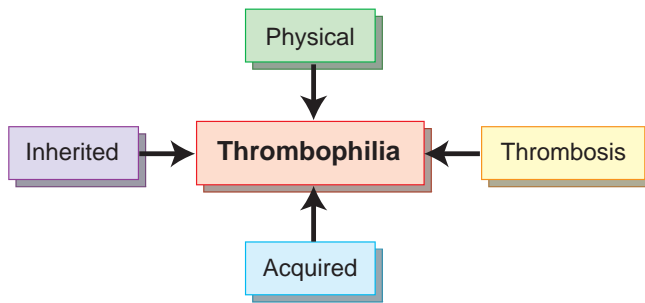 Physical
Inherited
Thrombophilia
Thrombosis
Acquired